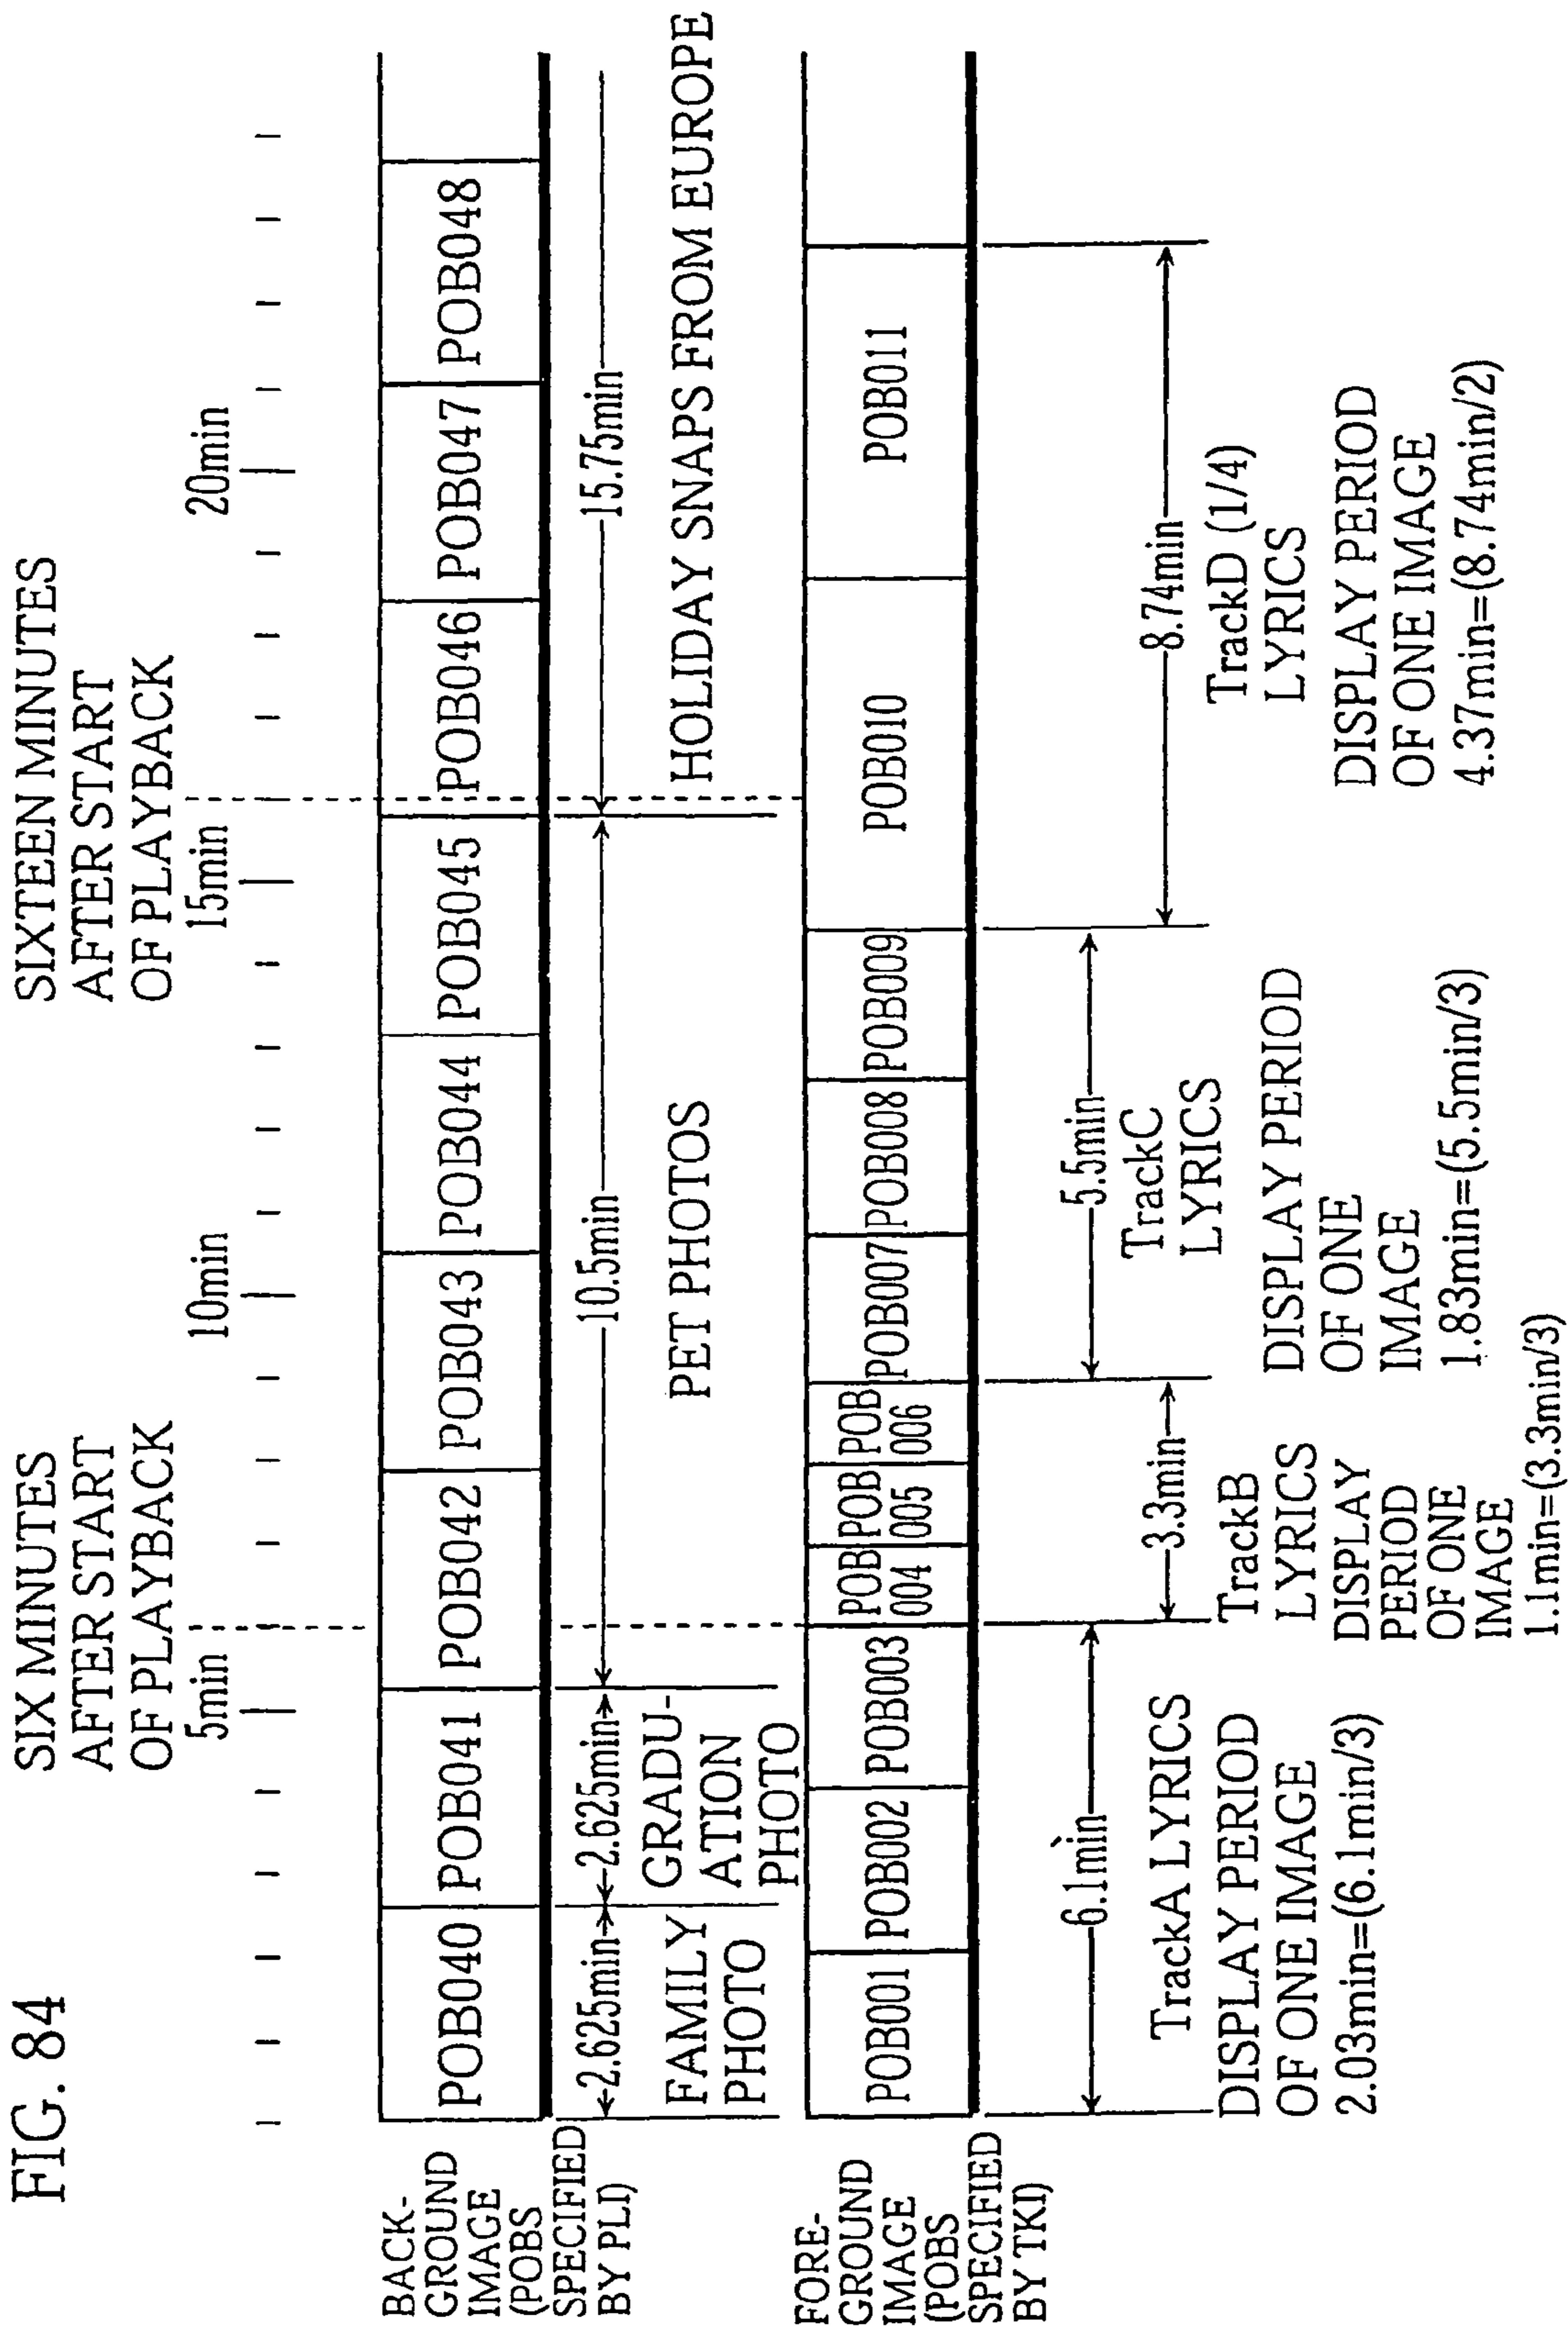 FIG. 84
SIX MINUTES
AFTER START
OF PLAYBACK
SIXTEEN MINUTES
AFTER START
OF PLAYBACK
5min
10min
15min
20min
BACK-
GROUND
IMAGE
(POBS
SPECIFIED
BY PLI)
POB040
POB041
POB042
POB043
POB044
POB045
POB046
POB047
POB048
2.625min
2.625min
10.5min
15.75min
FAMILY
PHOTO
GRADU-
ATION
PHOTO
PET PHOTOS
HOLIDAY SNAPS FROM EUROPE
FORE-
GROUND
IMAGE
(POBS
SPECIFIED
BY TKI)
POB001
POB002
POB003
POB
004
POB
005
POB
006
POB007
POB008
POB009
POB010
POB011
6.1min
TrackA LYRICS
DISPLAY PERIOD
OF ONE IMAGE
2.03min=(6.1min/3)
3.3min
TrackB
LYRICS
DISPLAY
PERIOD
OF ONE
IMAGE
1.1min=(3.3min/3)
5.5min
TrackC
LYRICS
DISPLAY PERIOD
OF ONE
IMAGE
1.83min=(5.5min/3)
8.74min
TrackD (1/4)
LYRICS
DISPLAY PERIOD
OF ONE IMAGE
4.37min=(8.74min/2)